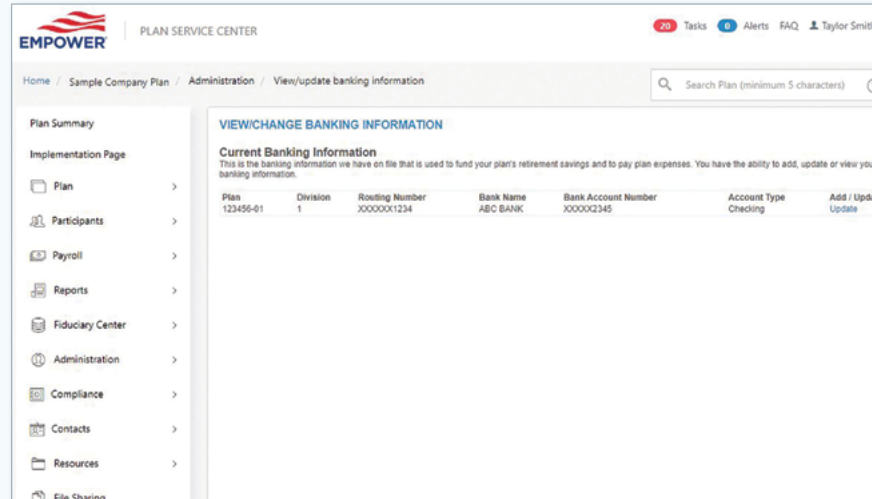 EMPOWER
PLAN SERVICE CENTER
20 Tasks 0 Alerts FAQ Taylor Smith
Home / Sample Company Plan / Administration / View/update banking information
Search Plan (minimum 5 characters)
Plan Summary
Implementation Page
Plan
Participants
Payroll
Reports
Fiduciary Center
Administration
Compliance
Contacts
Resources
File Sharing
VIEW/CHANGE BANKING INFORMATION
Current Banking Information
This is the banking information we have on file that is used to fund your plan's retirement savings and to pay plan expenses. You have the ability to add, update or view you
banking information.
Plan Division Routing Number Bank Name Bank Account Number Account Type Add / Upda
123456-01 1 XXXXXX1234 ABC BANK XXXXX2345 Checking Update